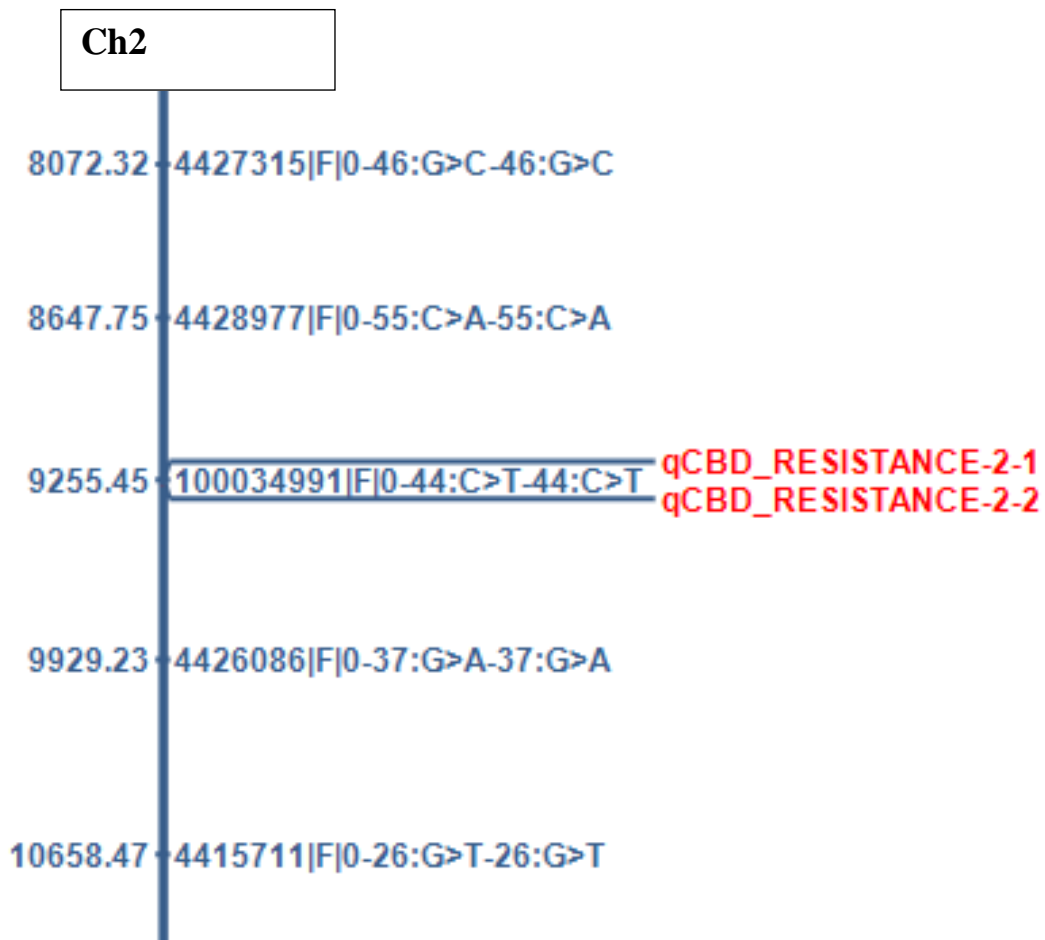 Ch2
8072.32 4427315|F|0-46:G>C-46:G>C
8647.75 4428977|F|0-55:C>A-55:C>A
qCBD_RESISTANCE-2-1
9255.45 100034991|F|0-44:C>T-44:C>T
qCBD_RESISTANCE-2-2
9929.23 4426086|F|0-37:G>A-37:G>A
10658.47 4415711|F|0-26:G>T-26:G>T